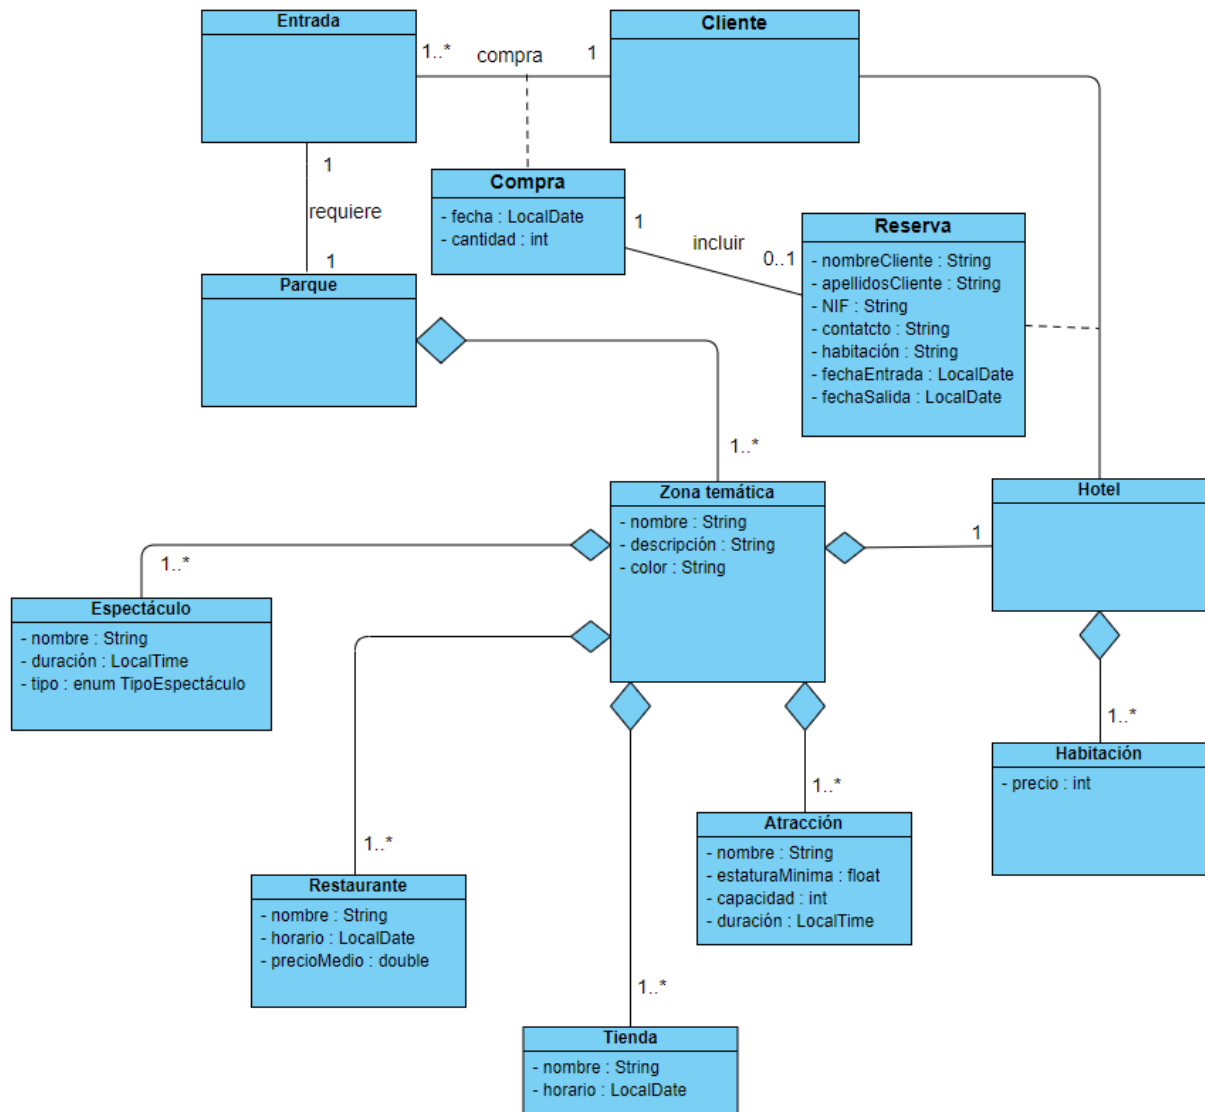 Entrada
Cliente
1..*
compra
1
1
requiere
1
Compra
- fecha : LocalDate
- cantidad : int
1
incluir
0..1
Reserva
- nombreCliente : String
- apellidosCliente : String
- NIF : String
- contatcto : String
- habitación : String
- fechaEntrada : LocalDate
- fechaSalida : LocalDate
Parque
1..*
Zona temática
- nombre : String
- descripción : String
- color : String
1
Hotel
1..*
Espectáculo
- nombre : String
- duración : LocalTime
- tipo : enum TipoEspectáculo
1..*
Habitación
- precio : int
1..*
Atracción
- nombre : String
- estaturaMinima : float
- capacidad : int
- duración : LocalTime
1..*
Restaurante
- nombre : String
- horario : LocalDate
- precioMedio : double
1..*
Tienda
- nombre : String
- horario : LocalDate